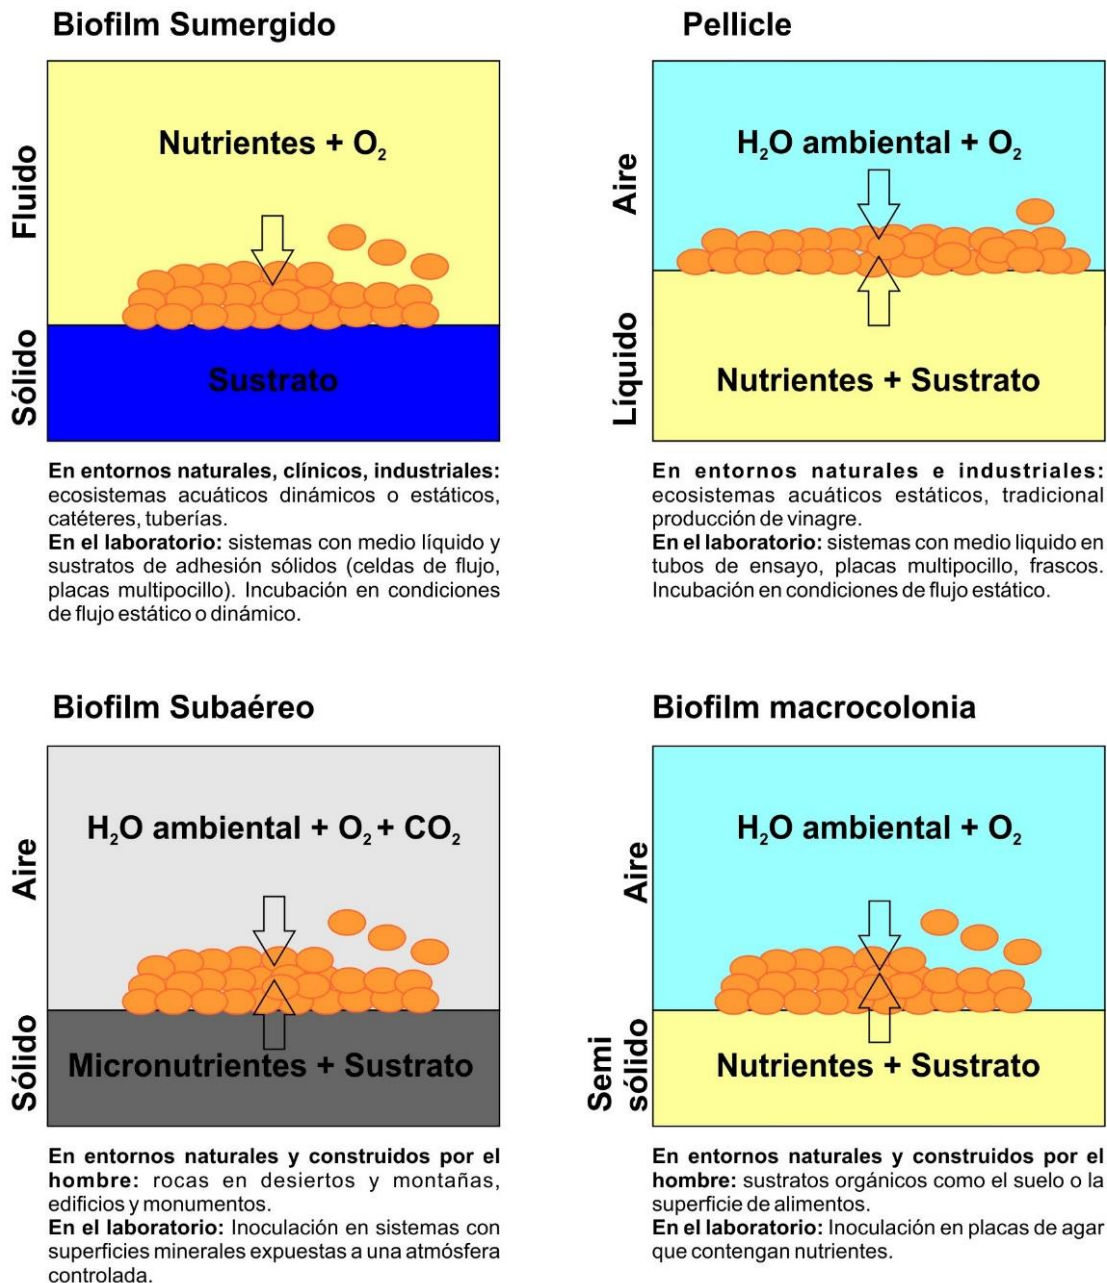 Biofilm Sumergido
Fluido
Nutrientes + O₂
Sólido
Sustrato
En entornos naturales, clínicos, industriales:
ecosistemas acuáticos dinámicos o estáticos,
catéteres, tuberías.
En el laboratorio: sistemas con medio líquido y
sustratos de adhesión sólidos (celdas de flujo,
placas multipocillo). Incubación en condiciones
de flujo estático o dinámico.
Pellicle
Aire
H₂O ambiental + O₂
Líquido
Nutrientes + Sustrato
En entornos naturales e industriales:
ecosistemas acuáticos estáticos, tradicional
producción de vinagre.
En el laboratorio: sistemas con medio liquido en
tubos de ensayo, placas multipocillo, frascos.
Incubación en condiciones de flujo estático.
Biofilm Subaéreo
Aire
H₂O ambiental + O₂ + CO₂
Sólido
Micronutrientes + Sustrato
En entornos naturales y construidos por el
hombre: rocas en desiertos y montañas,
edificios y monumentos.
En el laboratorio: Inoculación en sistemas con
superficies minerales expuestas a una atmósfera
controlada.
Biofilm macrocolonia
Aire
H₂O ambiental + O₂
Semi
sólido
Nutrientes + Sustrato
En entornos naturales y construidos por el
hombre: sustratos orgánicos como el suelo o la
superficie de alimentos.
En el laboratorio: Inoculación en placas de agar
que contengan nutrientes.